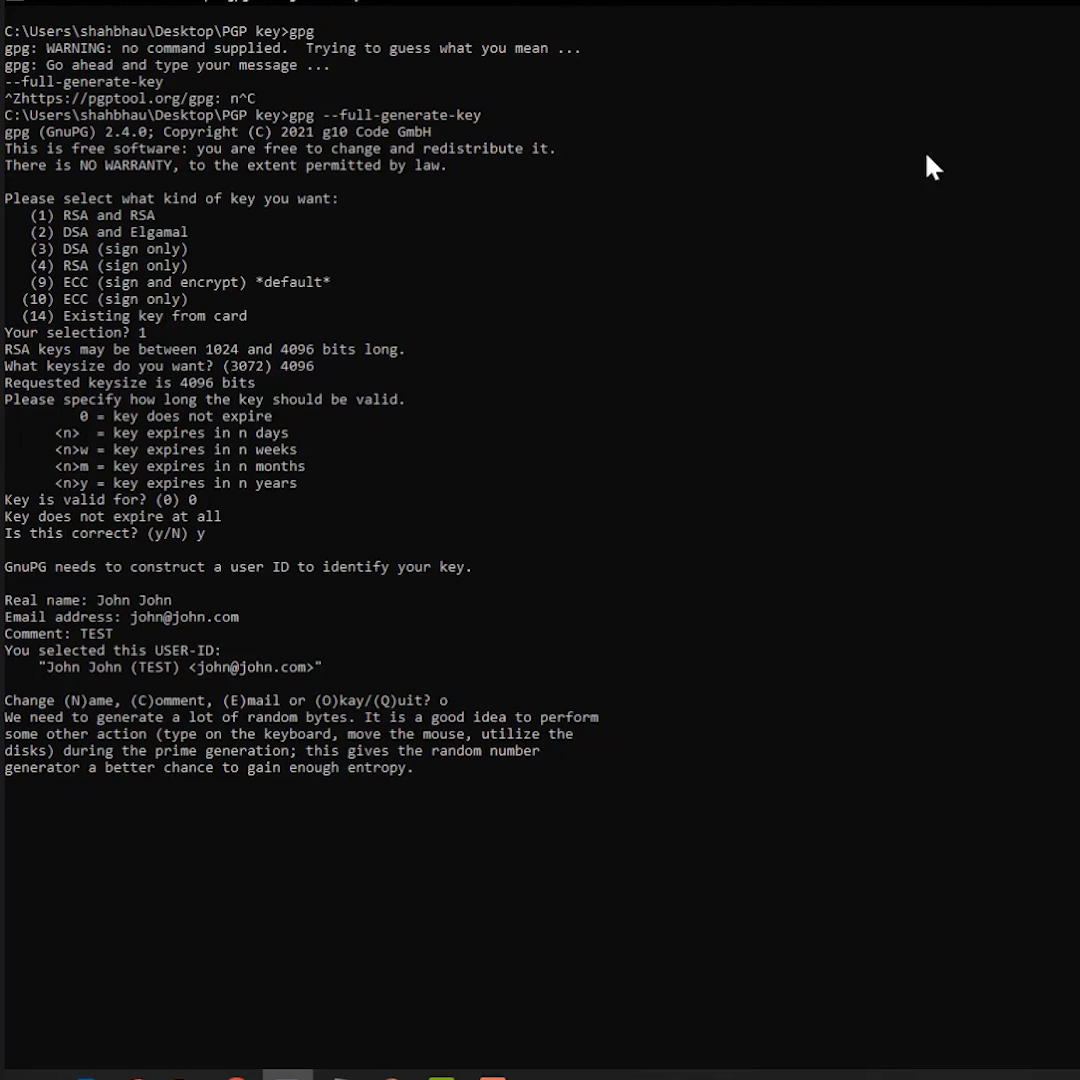 C:\Users\shahbhau\Desktop\PGP key>gpg
gpg: WARNING: no command supplied.  Trying to guess what you mean ...
gpg: Go ahead and type your message ...
--full-generate-key
^Zhttps://pgptool.org/gpg: n^C
C:\Users\shahbhau\Desktop\PGP key>gpg --full-generate-key
gpg (GnuPG) 2.4.0; Copyright (C) 2021 g10 Code GmbH
This is free software: you are free to change and redistribute it.
There is NO WARRANTY, to the extent permitted by law.

Please select what kind of key you want:
   (1) RSA and RSA
   (2) DSA and Elgamal
   (3) DSA (sign only)
   (4) RSA (sign only)
   (9) ECC (sign and encrypt) *default*
  (10) ECC (sign only)
  (14) Existing key from card
Your selection? 1
RSA keys may be between 1024 and 4096 bits long.
What keysize do you want? (3072) 4096
Requested keysize is 4096 bits
Please specify how long the key should be valid.
         0 = key does not expire
      <n>  = key expires in n days
      <n>w = key expires in n weeks
      <n>m = key expires in n months
      <n>y = key expires in n years
Key is valid for? (0) 0
Key does not expire at all
Is this correct? (y/N) y

GnuPG needs to construct a user ID to identify your key.

Real name: John John
Email address: john@john.com
Comment: TEST
You selected this USER-ID:
    "John John (TEST) <john@john.com>"

Change (N)ame, (C)omment, (E)mail or (O)kay/(Q)uit? o
We need to generate a lot of random bytes. It is a good idea to perform
some other action (type on the keyboard, move the mouse, utilize the
disks) during the prime generation; this gives the random number
generator a better chance to gain enough entropy.